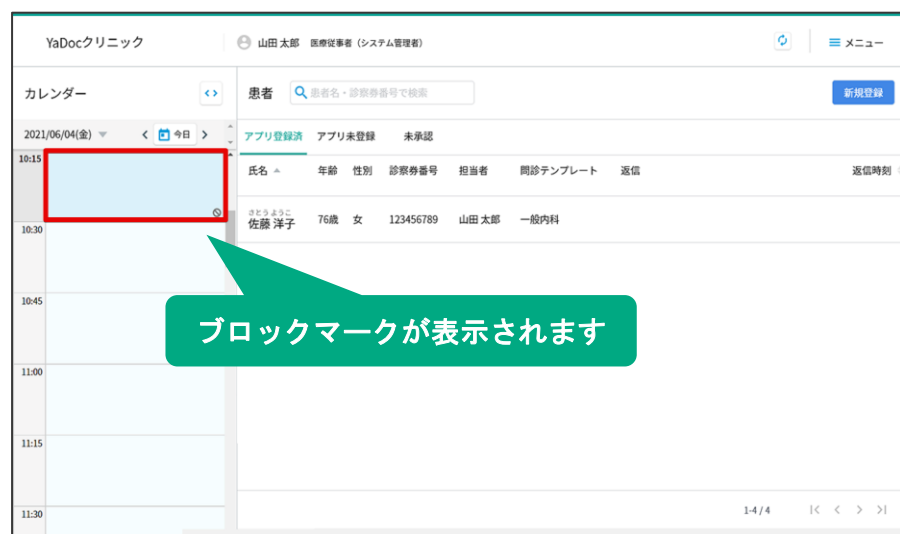 YaDocクリニック
山田 太郎 医療従事者（システム管理者）
メニュー
カレンダー
患者
患者名・診察券番号で検索
新規登録
2021/06/04(金)
今日
アプリ登録済 アプリ未登録 未承認
氏名 年齢 性別 診察券番号 担当者 問診テンプレート 返信 返信時刻
さとう ようこ
佐藤 洋子 76歳 女 123456789 山田 太郎 一般内科
10:15
10:30
10:45
ブロックマークが表示されます
11:00
11:15
11:30
1-4 / 4